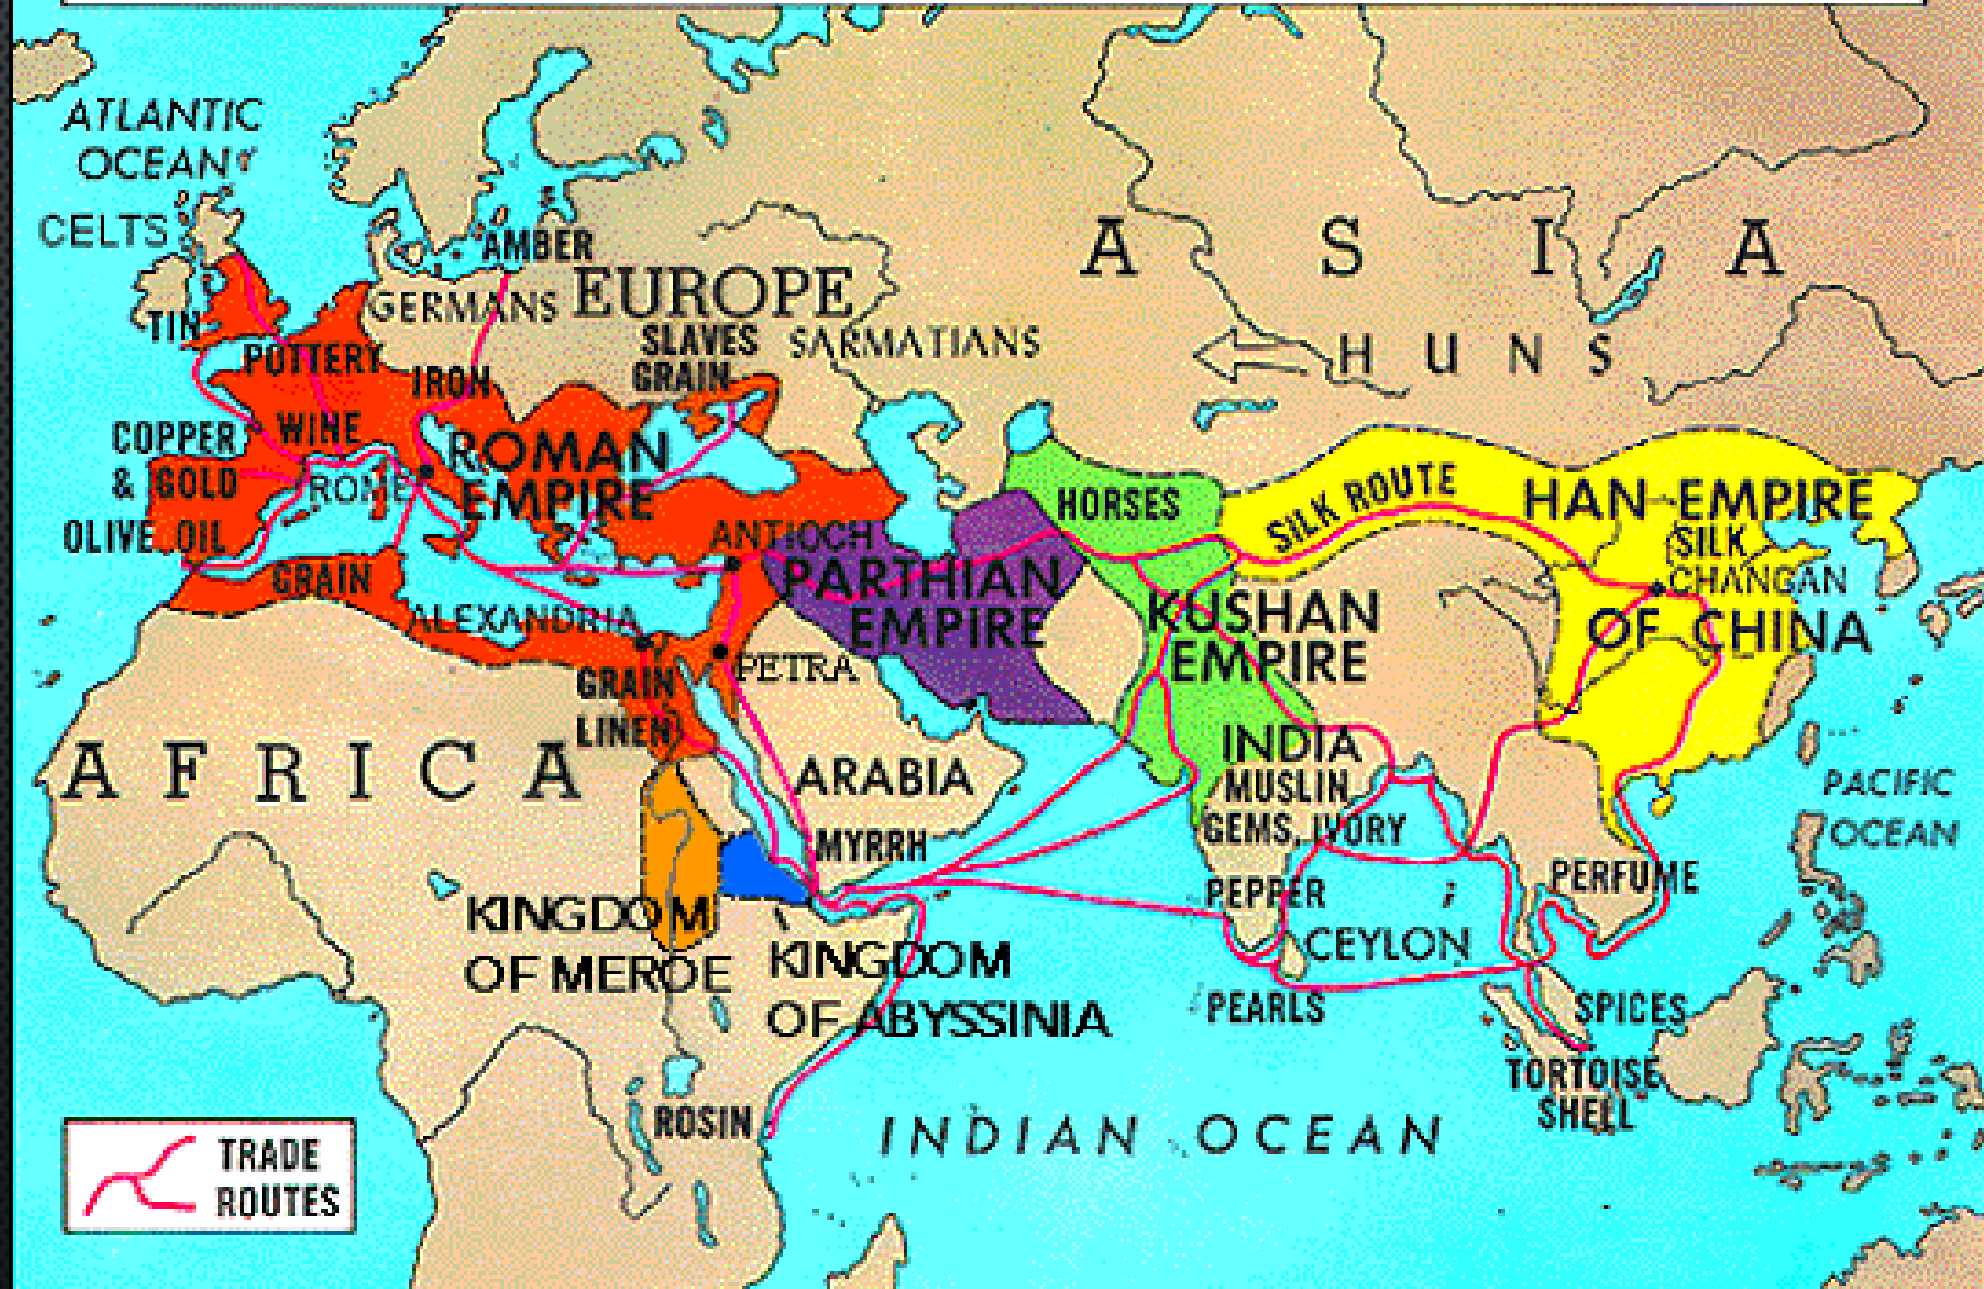 ATLANTIC
OCEAN
CELTS
AMBER
EUROPE
GERMANS
A S I A
TIN
SLAVES
SARMATIANS
GRAIN
HUNS
POTTERY
IRON
COPPER
& GOLD
WINE
ROMAN
EMPIRE
ROME
OLIVE OIL
HORSES
SILK ROUTE
HAN EMPIRE
OF CHINA
SILK
CHANGAN
ANTIOCH
GRAIN
PARTHIAN
EMPIRE
ALEXANDRIA
KUSHAN
EMPIRE
PETRA
GRAIN
LINEN
AFRICA
ARABIA
INDIA
MUSLIN
GEMS, IVORY
PACIFIC
OCEAN
MYRRH
PEPPER
PERFUME
KINGDOM
OF MEROE
KINGDOM
OF ABYSSINIA
CEYLON
PEARLS
SPICES
TORTOISE
SHELL
ROSIN
INDIAN OCEAN
TRADE
ROUTES